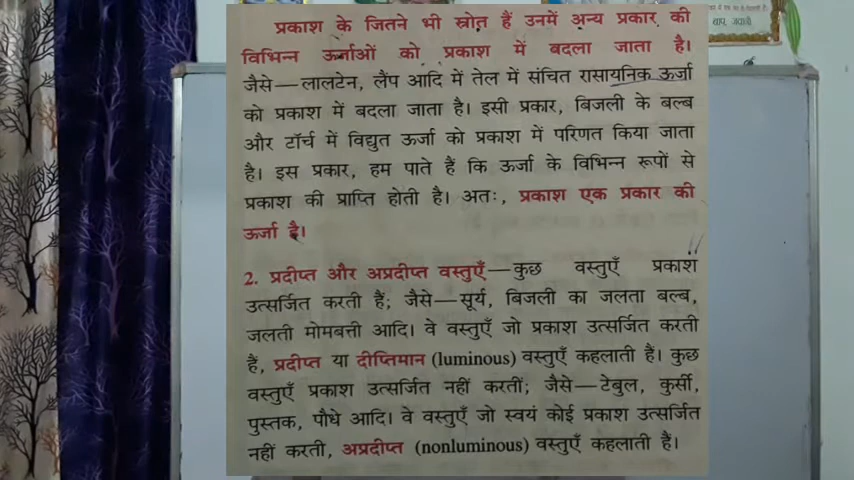 प्रकाश के जितने भी स्रोत हैं उनमें अन्य प्रकार की
विभिन्न ऊर्जाओं को प्रकाश में बदला जाता है।
जैसे—लालटेन, लैंप आदि में तेल में संचित रासायनिक ऊर्जा
को प्रकाश में बदला जाता है। इसी प्रकार, बिजली के बल्ब
और टॉर्च में विद्युत ऊर्जा को प्रकाश में परिणत किया जाता
है। इस प्रकार, हम पाते हैं कि ऊर्जा के विभिन्न रूपों से
प्रकाश की प्राप्ति होती है। अतः, प्रकाश एक प्रकार की
ऊर्जा है।
2. प्रदीप्त और अप्रदीप्त वस्तुएँ—कुछ वस्तुएँ प्रकाश
उत्सर्जित करती हैं; जैसे—सूर्य, बिजली का जलता बल्ब,
जलती मोमबत्ती आदि। वे वस्तुएँ जो प्रकाश उत्सर्जित करती
हैं, प्रदीप्त या दीप्तिमान (luminous) वस्तुएँ कहलाती हैं। कुछ
वस्तुएँ प्रकाश उत्सर्जित नहीं करतीं; जैसे—टेबुल, कुर्सी,
पुस्तक, पौधे आदि। वे वस्तुएँ जो स्वयं कोई प्रकाश उत्सर्जित
नहीं करती, अप्रदीप्त (nonluminous) वस्तुएँ कहलाती हैं।